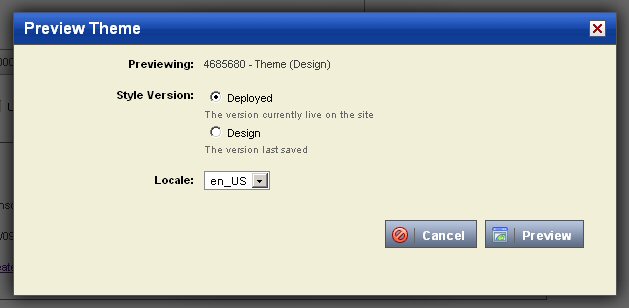 Preview Theme
Previewing: 4685680 - Theme (Design)
Style Version: Deployed
The version currently live on the site
Design
The version last saved
Locale: en_US
Cancel Preview